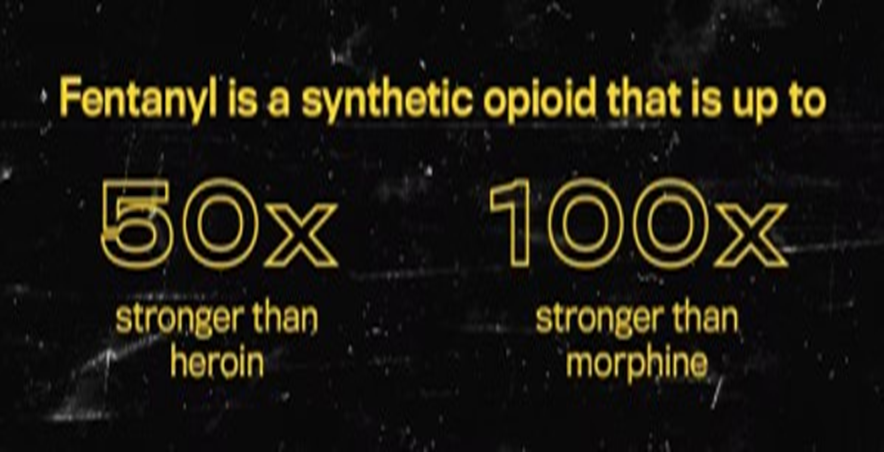 Fentanyl is a synthetic opioid that is up to
50x 100x
stronger than stronger than
heroin morphine